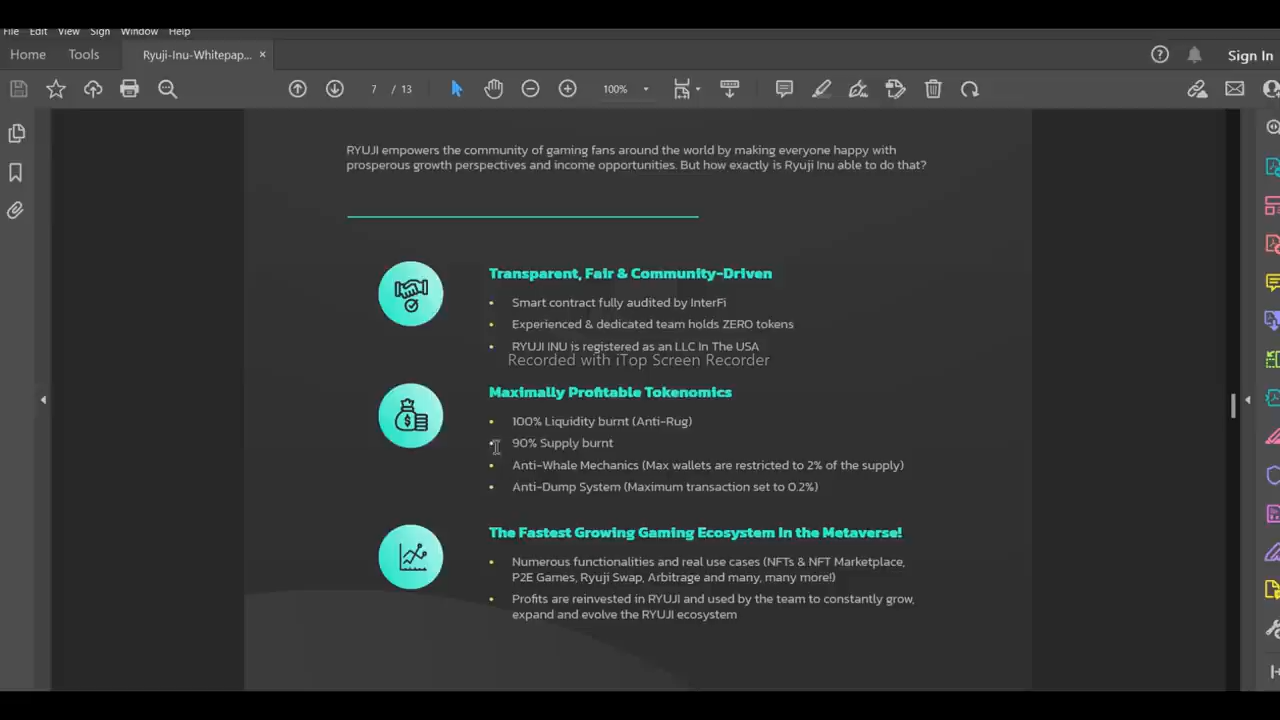 File Edit View Sign Window Help
Home Tools Ryuji-Inu-Whitepap... × Sign In
7 / 13 100%
RYUJI empowers the community of gaming fans around the world by making everyone happy with
prosperous growth perspectives and income opportunities. But how exactly is Ryuji Inu able to do that?
Transparent, Fair & Community-Driven
• Smart contract fully audited by InterFi
• Experienced & dedicated team holds ZERO tokens
• RYUJI INU is registered as an LLC In The USA
Recorded with iTop Screen Recorder
Maximally Profitable Tokenomics
• 100% Liquidity burnt (Anti-Rug)
• 90% Supply burnt
• Anti-Whale Mechanics (Max wallets are restricted to 2% of the supply)
• Anti-Dump System (Maximum transaction set to 0.2%)
The Fastest Growing Gaming Ecosystem In the Metaverse!
• Numerous functionalities and real use cases (NFTs & NFT Marketplace,
P2E Games, Ryuji Swap, Arbitrage and many, many more!)
• Profits are reinvested in RYUJI and used by the team to constantly grow,
expand and evolve the RYUJI ecosystem